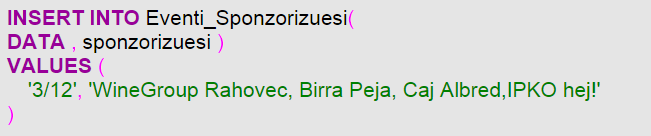 INSERT INTO Eventi_Sponzorizuesi(
DATA , sponzorizuesi )
VALUES (
'3/12', 'WineGroup Rahovec, Birra Peja, Caj Albred,IPKO hej!'
)